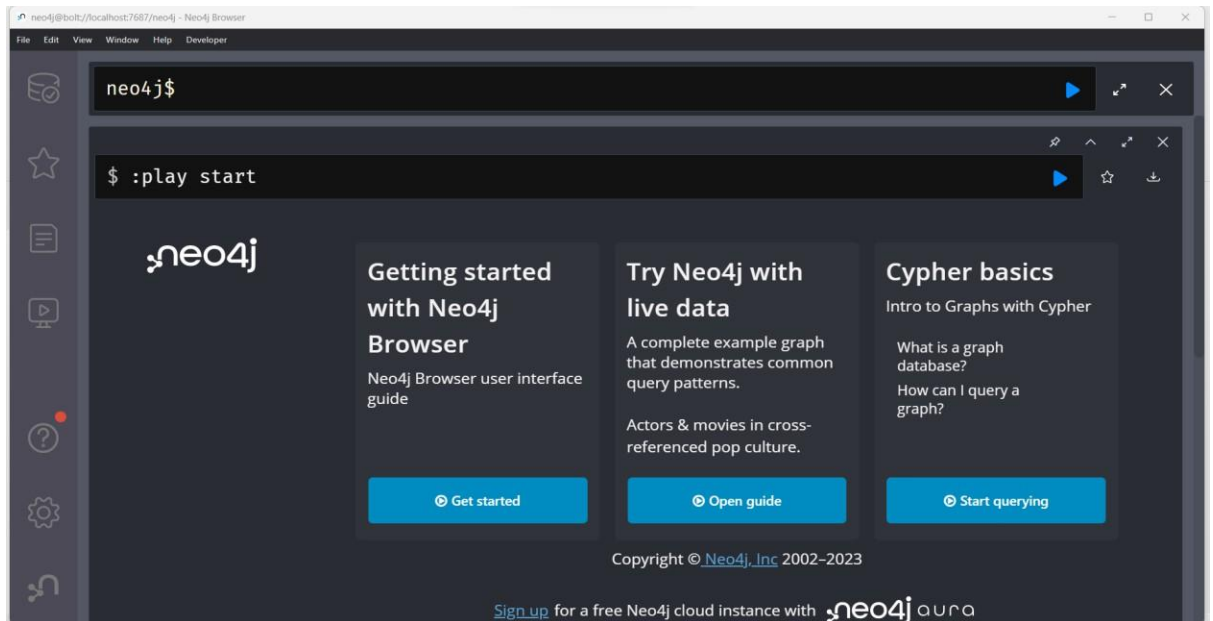 neo4j@bolt://localhost:7687/neo4j - Neo4j Browser
File Edit View Window Help Developer
neo4j$
$ :play start
neo4j
Getting started
with Neo4j
Browser
Neo4j Browser user interface
guide
Get started
Try Neo4j with
live data
A complete example graph
that demonstrates common
query patterns.
Actors & movies in cross-
referenced pop culture.
Open guide
Cypher basics
Intro to Graphs with Cypher
What is a graph
database?
How can I query a
graph?
Start querying
Copyright © Neo4j, Inc 2002–2023
Sign up for a free Neo4j cloud instance with neo4j aura